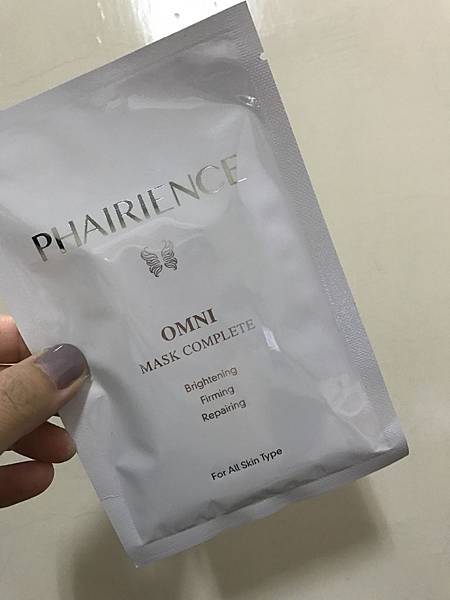 PHAIRIENCE
OMNI
MASK COMPLETE
Brightening
Firming
Repairing
For All Skin Type